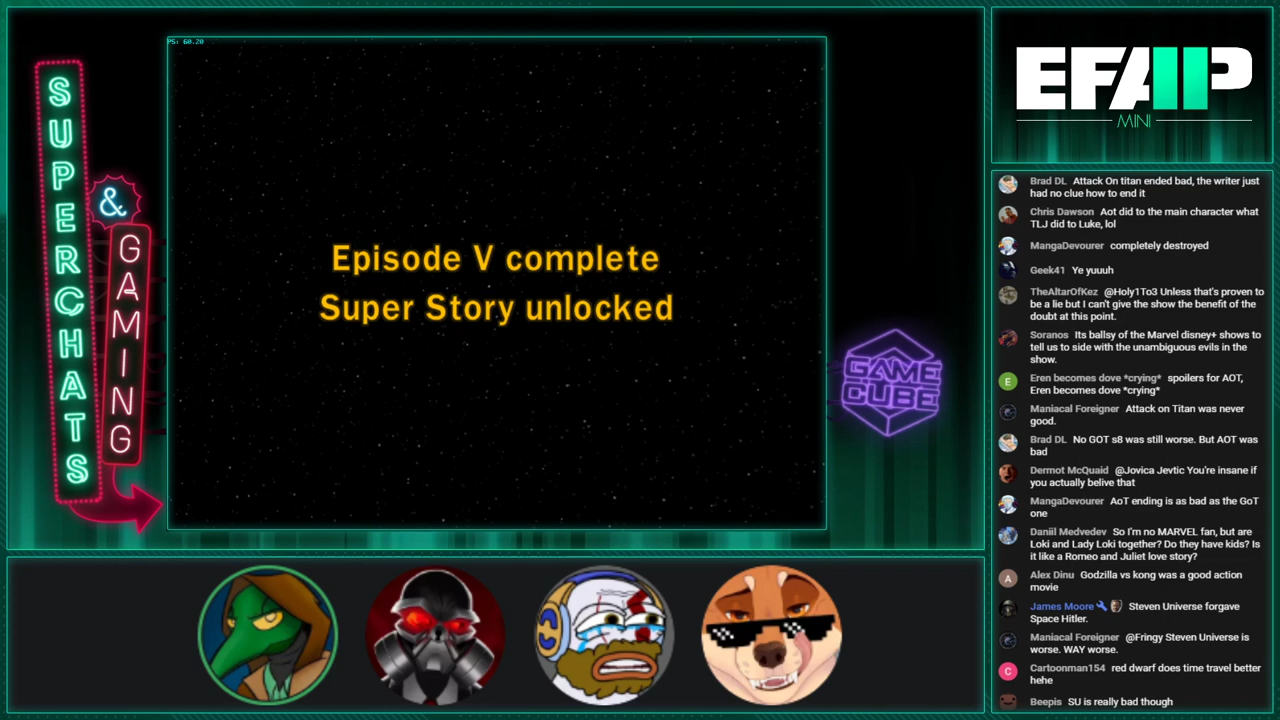 SUPERCHATS
&
GAMING
PS: 60.20
Episode V complete
Super Story unlocked
GAME
CUBE
EFAP
MINI
Brad DL Attack On titan ended bad, the writer just
had no clue how to end it
Chris Dawson Aot did to the main character what
TLJ did to Luke, lol
MangaDevourer completely destroyed
Geek41 Ye yuuuh
TheAltarOfKez @Holy1To3 Unless that's proven to
be a lie but I can't give the show the benefit of the
doubt at this point.
Soranos Its ballsy of the Marvel disney+ shows to
tell us to side with the unambiguous evils in the
show.
E
Eren becomes dove *crying* spoilers for AOT,
Eren becomes dove *crying*
Maniacal Foreigner Attack on Titan was never
good.
Brad DL No GOT s8 was still worse. But AOT was
bad
Dermot McQuaid @Jovica Jevtic You're insane if
you actually belive that
MangaDevourer AoT ending is as bad as the GoT
one
Daniil Medvedev So I'm no MARVEL fan, but are
Loki and Lady Loki together? Do they have kids? Is
it like a Romeo and Juliet love story?
A
Alex Dinu Godzilla vs kong was a good action
movie
James Moore Steven Universe forgave
Space Hitler.
Maniacal Foreigner @Fringy Steven Universe is
worse. WAY worse.
C
Cartoonman154 red dwarf does time travel better
hehe
Beepis SU is really bad though